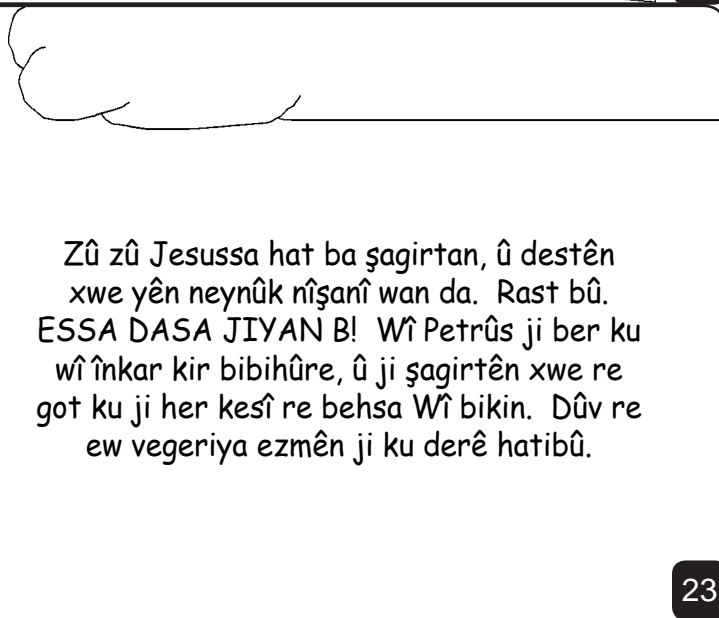 Zû zû Jesussa hat ba şagirtan, û destên
xwe yên neynûk nîşanî wan da. Rast bû.
ESSA DASA JIYAN B! Wî Petrûs ji ber ku
wî înkar kir bibihûre, û ji şagirtên xwe re
got ku ji her kesî re behsa Wî bikin. Dûv re
ew vegeriya ezmên ji ku derê hatibû.
23